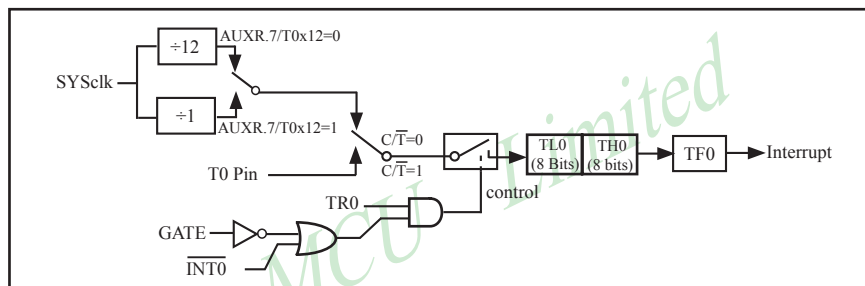 ÷12
AUXR.7/T0x12=0
SYSclk
÷1
AUXR.7/T0x12=1
C/T̅=0
C/T̅=1
T0 Pin
TL0
(8 Bits)
TH0
(8 bits)
TF0
Interrupt
control
TR0
GATE
I̅N̅T̅0̅
MCU Limited